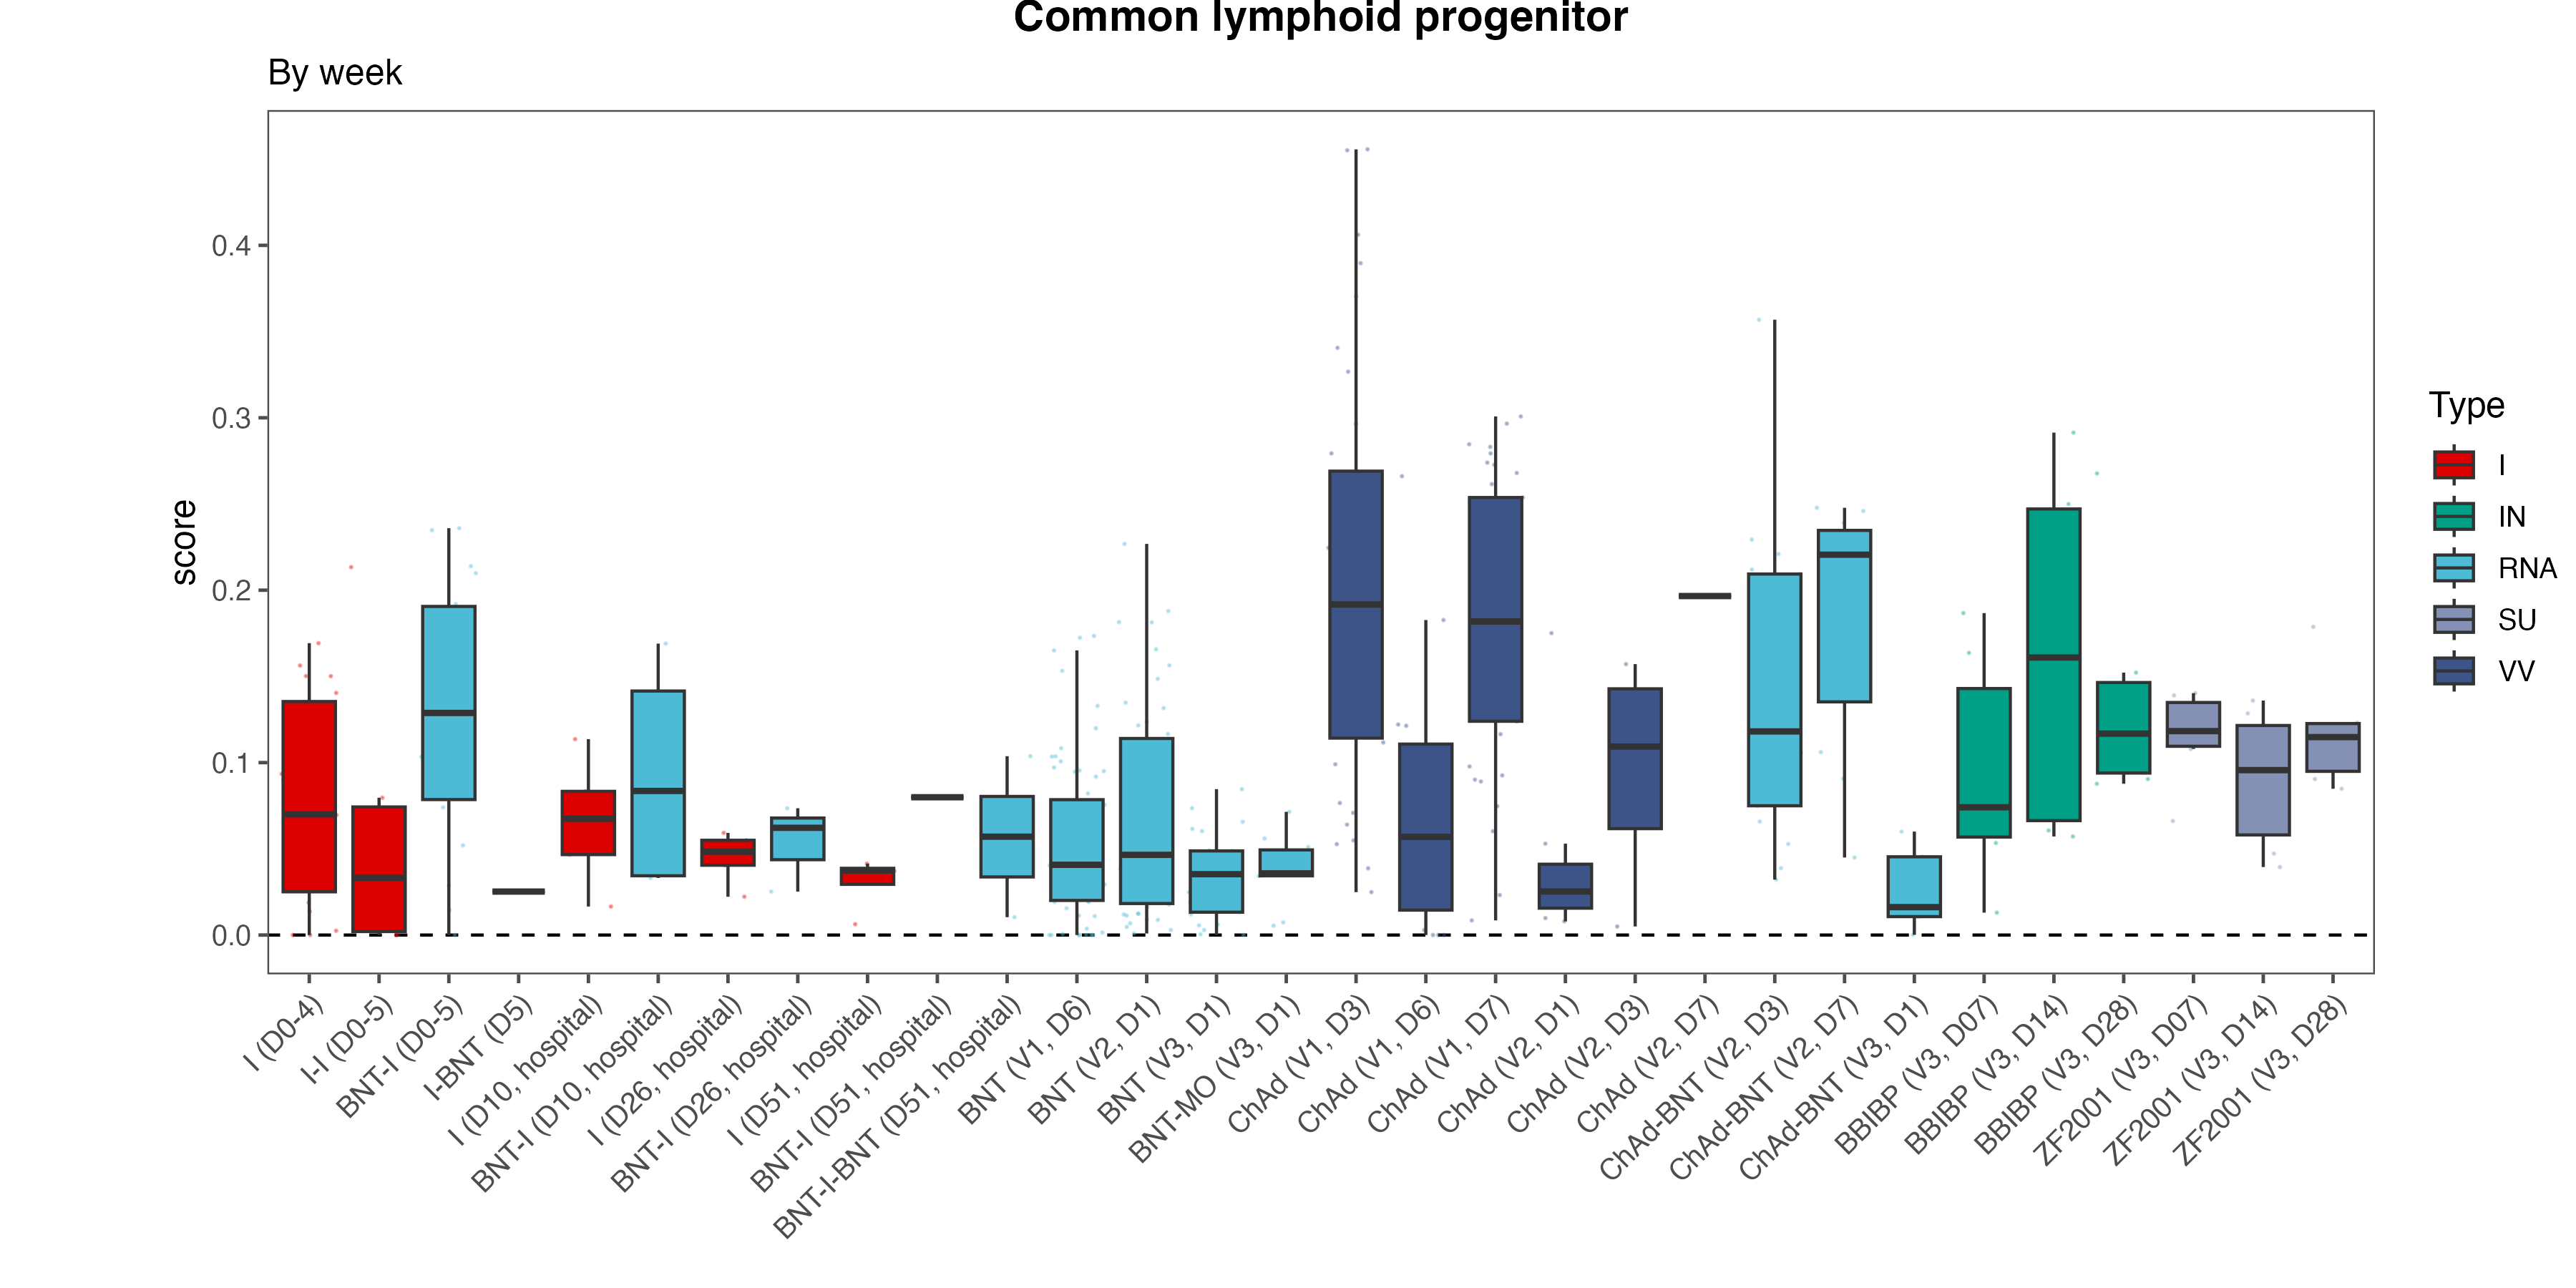 Common lymphoid progenitor
By week
score
0.4
0.3
0.2
0.1
0.0
I (D0-4)
I-I (D0-5)
BNT-I (D0-5)
I-BNT (D5)
I (D10, hospital)
BNT-I (D10, hospital)
I (D26, hospital)
BNT-I (D26, hospital)
I (D51, hospital)
BNT-I (D51, hospital)
BNT-I-BNT (D51, hospital)
BNT (V1, D6)
BNT (V2, D1)
BNT (V3, D1)
BNT-MO (V3, D1)
ChAd (V1, D3)
ChAd (V1, D6)
ChAd (V1, D7)
ChAd (V2, D1)
ChAd (V2, D3)
ChAd (V2, D7)
ChAd-BNT (V2, D3)
ChAd-BNT (V2, D7)
ChAd-BNT (V3, D1)
BBIBP (V3, D07)
BBIBP (V3, D14)
BBIBP (V3, D28)
ZF2001 (V3, D07)
ZF2001 (V3, D14)
ZF2001 (V3, D28)
Type
I
IN
RNA
SU
VV